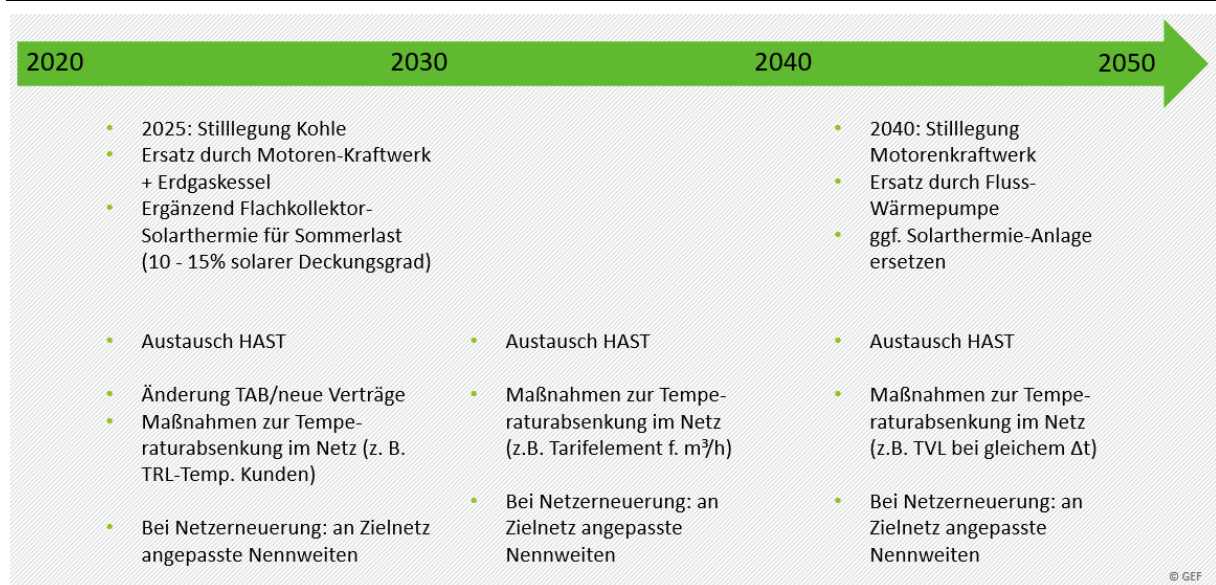 2020 2030 2040 2050
• 2025: Stilllegung Kohle
• Ersatz durch Motoren-Kraftwerk
+ Erdgaskessel
• Ergänzend Flachkollektor-
Solarthermie für Sommerlast
(10 - 15% solarer Deckungsgrad)
• 2040: Stilllegung
Motorenkraftwerk
• Ersatz durch Fluss-
Wärmepumpe
• ggf. Solarthermie-Anlage
ersetzen
• Austausch HAST
• Änderung TAB/neue Verträge
• Maßnahmen zur Tempe-
raturabsenkung im Netz (z. B.
TRL-Temp. Kunden)
• Bei Netzerneuerung: an Zielnetz
angepasste Nennweiten
• Austausch HAST
• Maßnahmen zur Tempe-
raturabsenkung im Netz
(z.B. Tarifelement f. m³/h)
• Bei Netzerneuerung: an
Zielnetz angepasste
Nennweiten
• Austausch HAST
• Maßnahmen zur Tempe-
raturabsenkung im Netz
(z.B. TVL bei gleichem Δt)
• Bei Netzerneuerung: an
Zielnetz angepasste
Nennweiten
© GEF